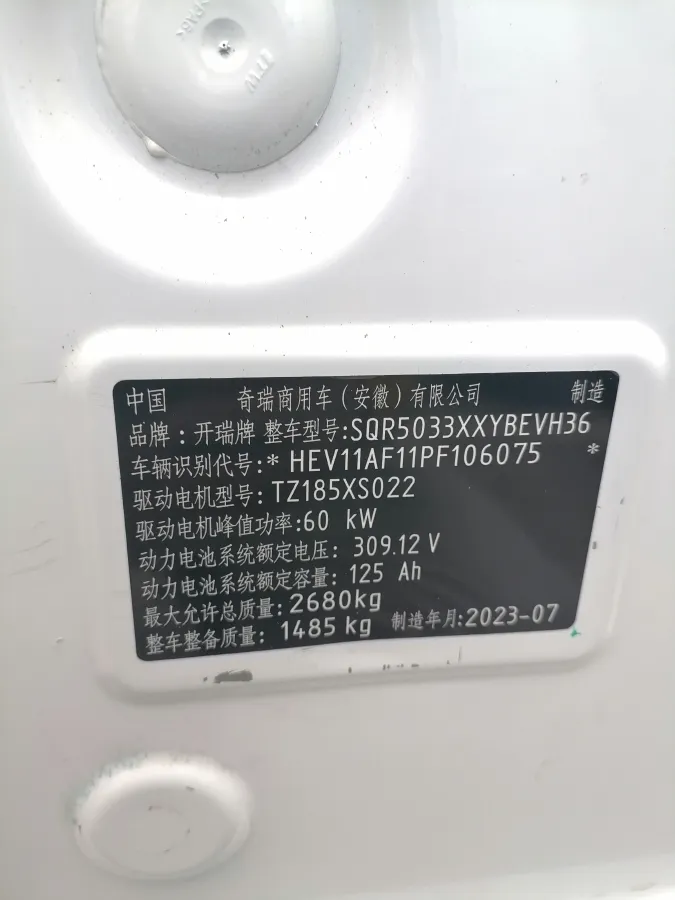 ITW
中国 奇瑞商用车（安徽）有限公司 制造
品牌：开瑞牌 整车型号:SQR5033XXYBEVH36
车辆识别代号:* HEV11AF11PF106075 *
驱动电机型号: TZ185XS022
驱动电机峰值功率:60 kW
动力电池系统额定电压: 309.12 V
动力电池系统额定容量: 125 Ah
最大允许总质量: 2680kg
整车整备质量: 1485 kg 制造年月:2023-07